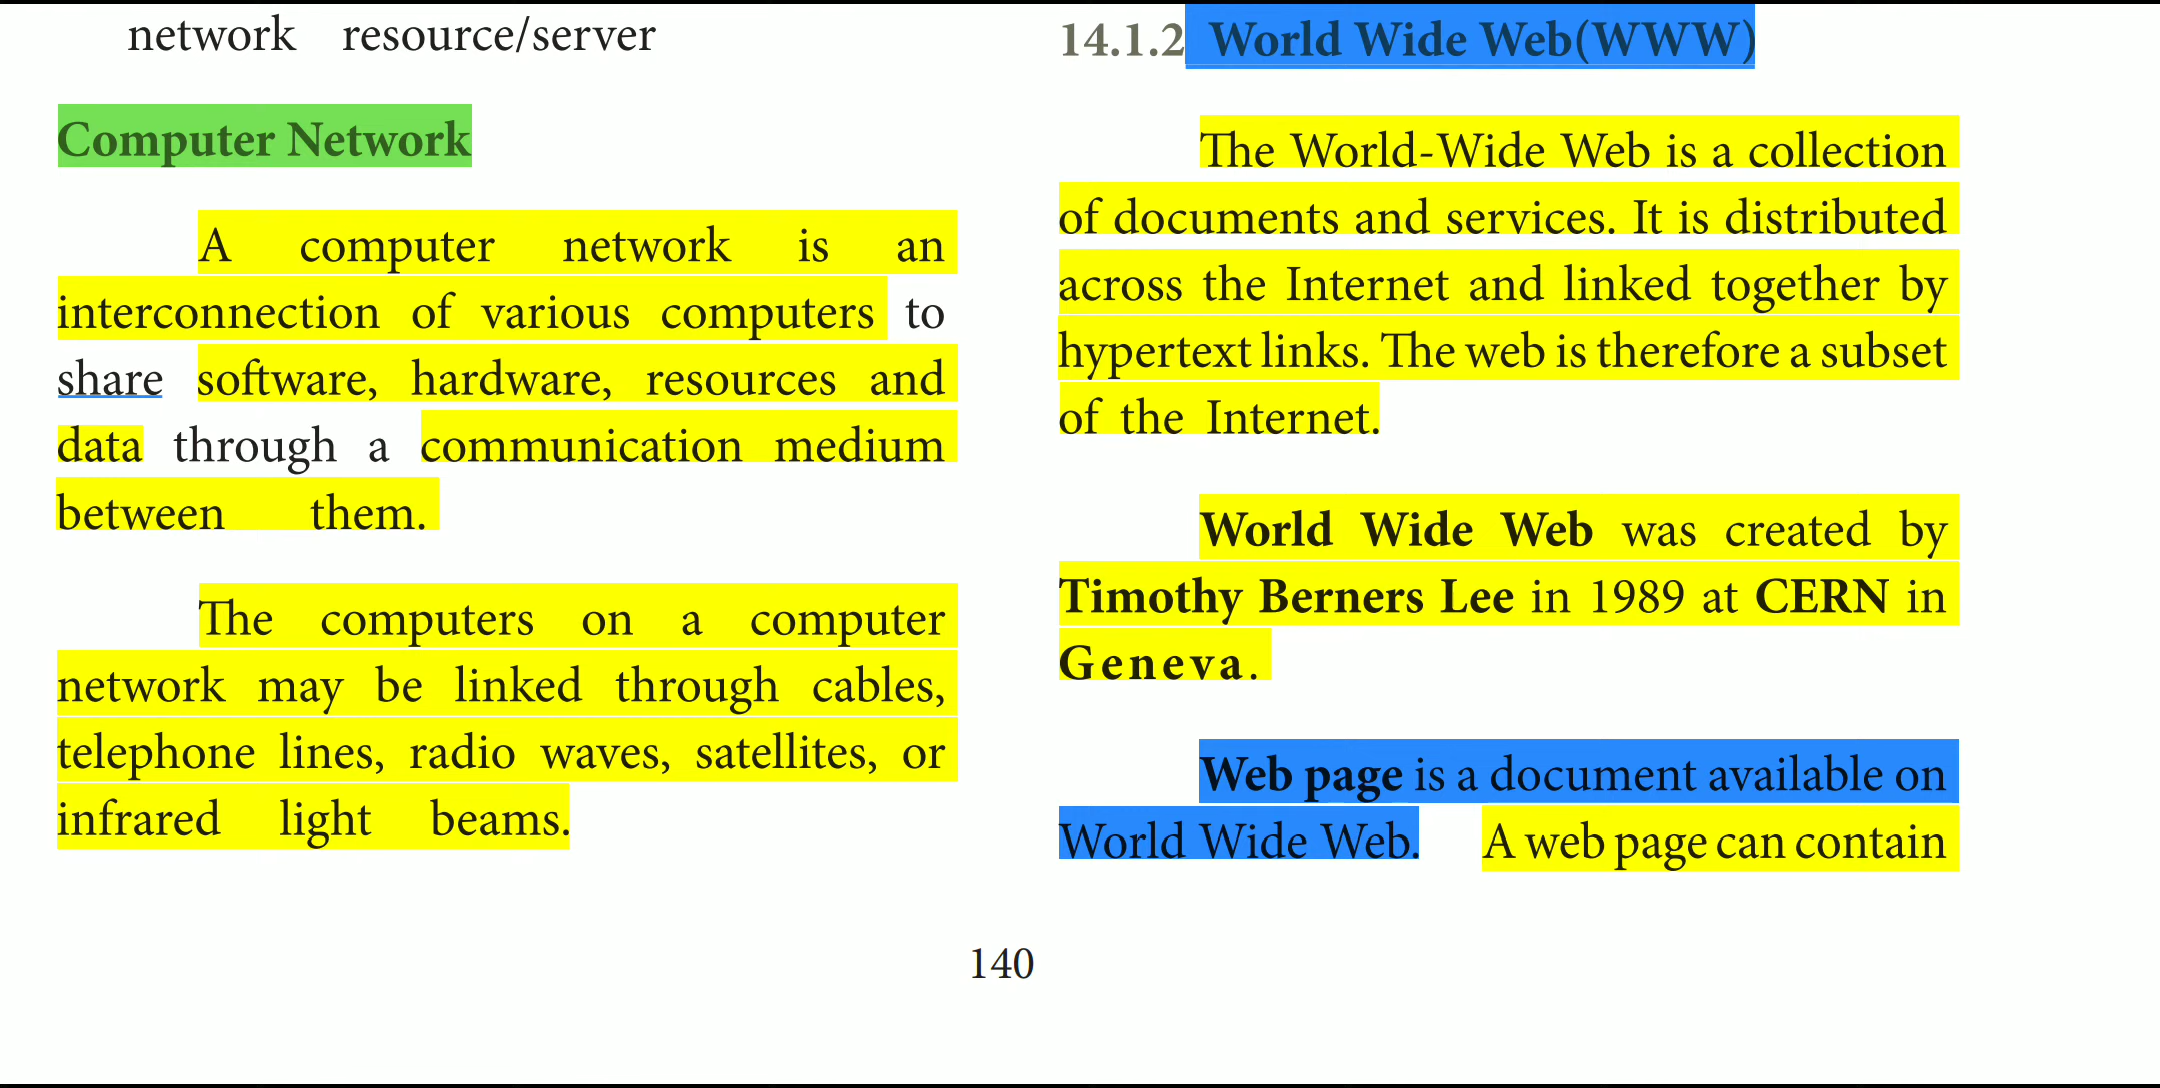 network resource/server
Computer Network
A computer network is an
interconnection of various computers to
share software, hardware, resources and
data through a communication medium
between them.
The computers on a computer
network may be linked through cables,
telephone lines, radio waves, satellites, or
infrared light beams.
14.1.2 World Wide Web(WWW)
The World-Wide Web is a collection
of documents and services. It is distributed
across the Internet and linked together by
hypertext links. The web is therefore a subset
of the Internet.
World Wide Web was created by
Timothy Berners Lee in 1989 at CERN in
Geneva.
Web page is a document available on
World Wide Web. A web page can contain
140